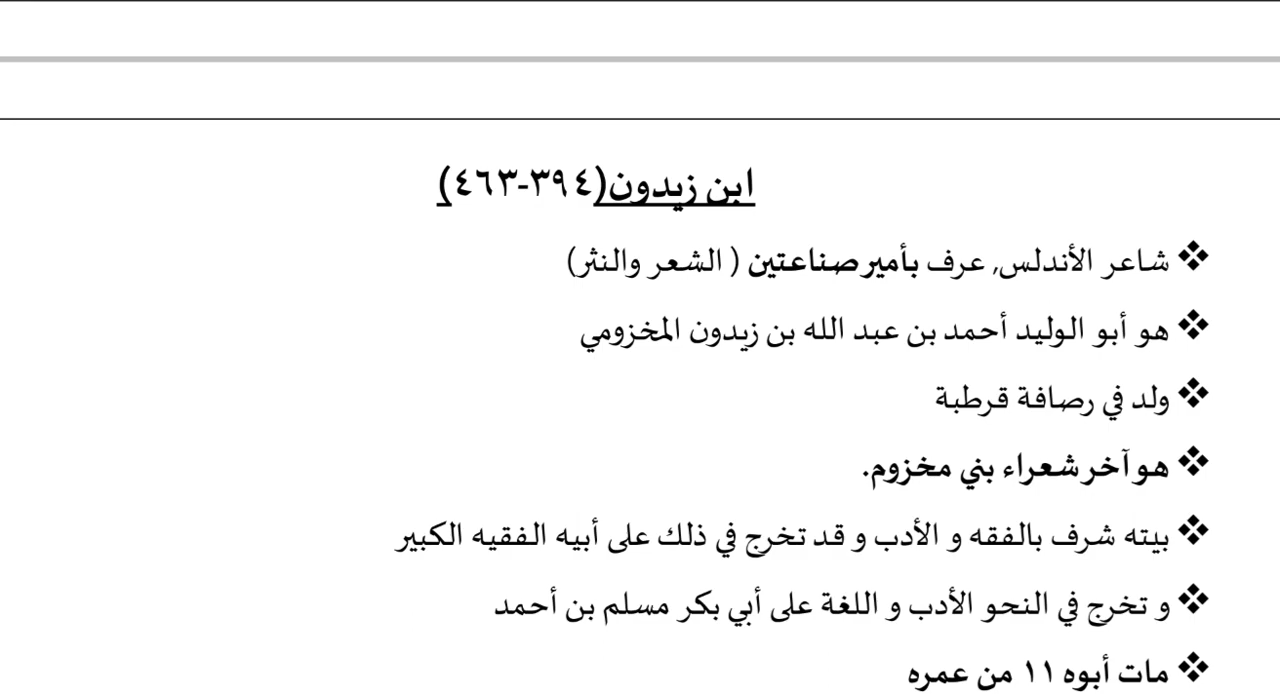 ابن زيدون(٣٩٤-٤٦٣)
❖ شاعر الأندلس, عرف بأمير صناعتين ( الشعر والنثر)
❖ هو أبو الوليد أحمد بن عبد الله بن زيدون المخزومي
❖ ولد في رصافة قرطبة
❖ هو آخر شعراء بني مخزوم.
❖ بيته شرف بالفقه و الأدب و قد تخرج في ذلك على أبيه الفقيه الكبير
❖ و تخرج في النحو الأدب و اللغة على أبي بكر مسلم بن أحمد
❖ مات أبوه ١١ من عمره